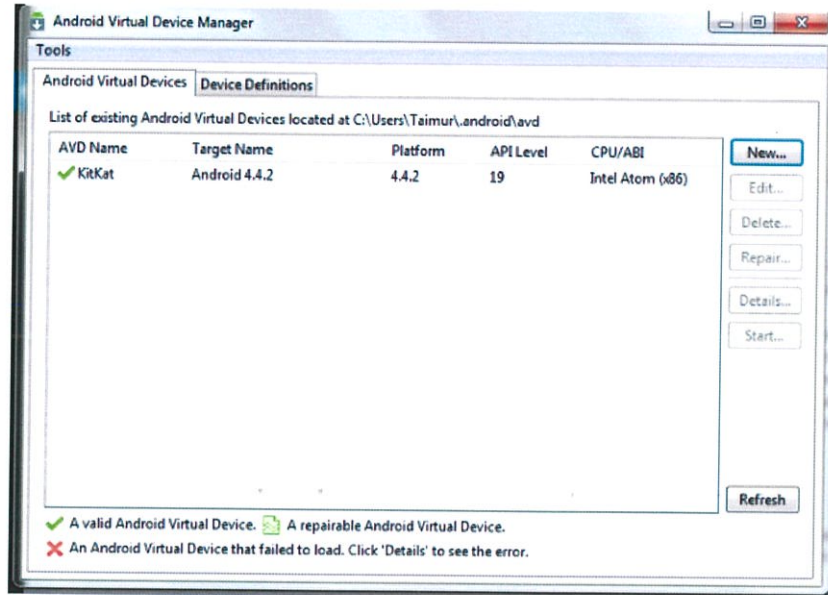 Android Virtual Device Manager
Tools
Android Virtual Devices Device Definitions
List of existing Android Virtual Devices located at C:\Users\Taimur\.android\avd
AVD Name Target Name Platform API Level CPU/ABI
KitKat Android 4.4.2 4.4.2 19 Intel Atom (x86)
New...
Edit...
Delete...
Repair...
Details...
Start...
Refresh
A valid Android Virtual Device. A repairable Android Virtual Device.
An Android Virtual Device that failed to load. Click 'Details' to see the error.